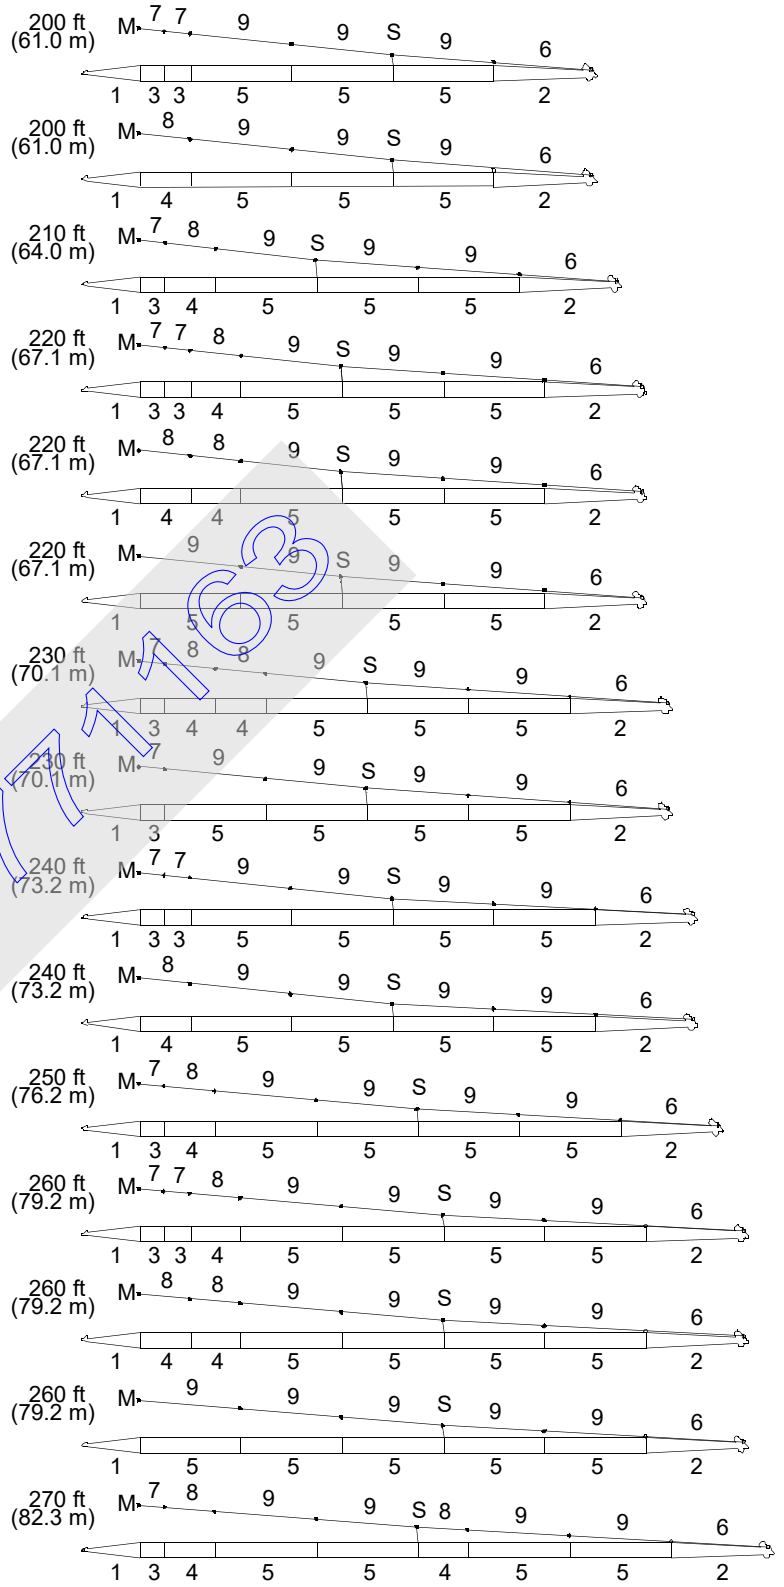 200 ft M 7 7 9 9 S 9 6
(61.0 m)
1 3 3 5 5 5 2
200 ft M 8 9 9 S 9 6
(61.0 m)
1 4 5 5 5 2
210 ft M 7 8 9 S 9 9 6
(64.0 m)
1 3 4 5 5 5 2
220 ft M 7 7 8 9 S 9 9 6
(67.1 m)
1 3 3 4 5 5 5 2
220 ft M 8 8 9 S 9 9 6
(67.1 m)
1 4 4 5 5 5 2
220 ft M 9 9 S 9 9 6
(67.1 m)
1 5 5 5 5 2
230 ft M 7 8 8 9 S 9 9 6
(70.1 m)
1 3 4 4 5 5 5 2
230 ft M 7 9 9 S 9 9 6
(70.1 m)
1 3 5 5 5 5 2
240 ft M 7 7 9 9 S 9 9 6
(73.2 m)
1 3 3 5 5 5 5 2
240 ft M 8 9 9 S 9 9 6
(73.2 m)
1 4 5 5 5 5 2
250 ft M 7 8 9 9 S 9 9 6
(76.2 m)
1 3 4 5 5 5 5 2
260 ft M 7 7 8 9 9 S 9 9 6
(79.2 m)
1 3 3 4 5 5 5 5 2
260 ft M 8 8 9 9 S 9 9 6
(79.2 m)
1 4 4 5 5 5 5 2
260 ft M 9 9 9 S 9 9 6
(79.2 m)
1 5 5 5 5 5 2
270 ft M 7 8 9 9 S 8 9 9 6
(82.3 m)
1 3 4 5 5 4 5 5 2
771163